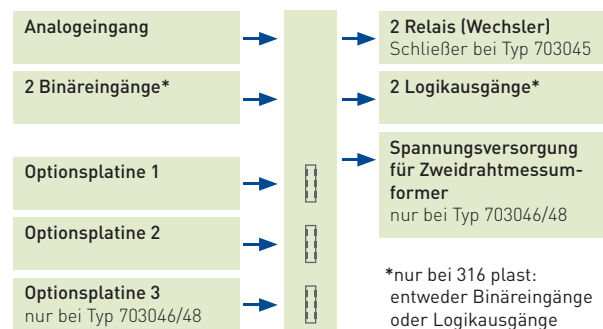 Analogeingang
2 Binäreingänge*
Optionsplatine 1
Optionsplatine 2
Optionsplatine 3
nur bei Typ 703046/48
2 Relais (Wechsler)
Schließer bei Typ 703045
2 Logikausgänge*
Spannungsversorgung
für Zweidrahtmessum-
former
nur bei Typ 703046/48
*nur bei 316 plast:
entweder Binäreingänge
oder Logikausgänge